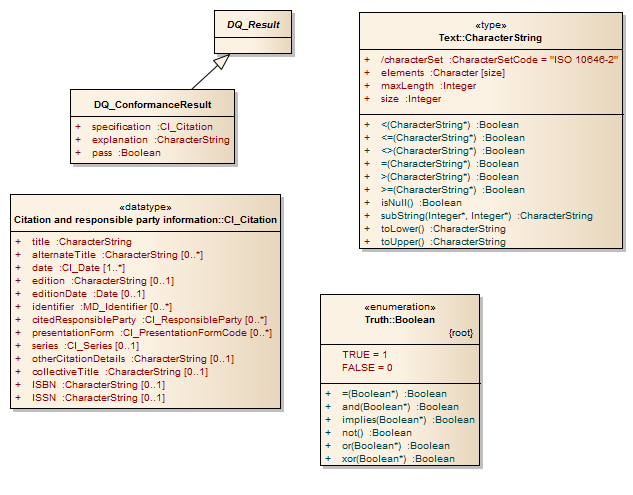 DQ_Result
DQ_ConformanceResult
+ specification :CI_Citation
+ explanation :CharacterString
+ pass :Boolean
«datatype»
Citation and responsible party information::CI_Citation
+ title :CharacterString
+ alternateTitle :CharacterString [0..*]
+ date :CI_Date [1..*]
+ edition :CharacterString [0..1]
+ editionDate :Date [0..1]
+ identifier :MD_Identifier [0..*]
+ citedResponsibleParty :CI_ResponsibleParty [0..*]
+ presentationForm :CI_PresentationFormCode [0..*]
+ series :CI_Series [0..1]
+ otherCitationDetails :CharacterString [0..1]
+ collectiveTitle :CharacterString [0..1]
+ ISBN :CharacterString [0..1]
+ ISSN :CharacterString [0..1]
«type»
Text::CharacterString
+ /characterSet :CharacterSetCode = "ISO 10646-2"
+ elements :Character [size]
+ maxLength :Integer
+ size :Integer
+ <(CharacterString*) :Boolean
+ <=(CharacterString*) :Boolean
+ <>(CharacterString*) :Boolean
+ =(CharacterString*) :Boolean
+ >(CharacterString*) :Boolean
+ >=(CharacterString*) :Boolean
+ isNull() :Boolean
+ subString(Integer*, Integer*) :CharacterString
+ toLower() :CharacterString
+ toUpper() :CharacterString
«enumeration»
Truth::Boolean
{root}
TRUE = 1
FALSE = 0
+ =(Boolean*) :Boolean
+ and(Boolean*) :Boolean
+ implies(Boolean*) :Boolean
+ not() :Boolean
+ or(Boolean*) :Boolean
+ xor(Boolean*) :Boolean